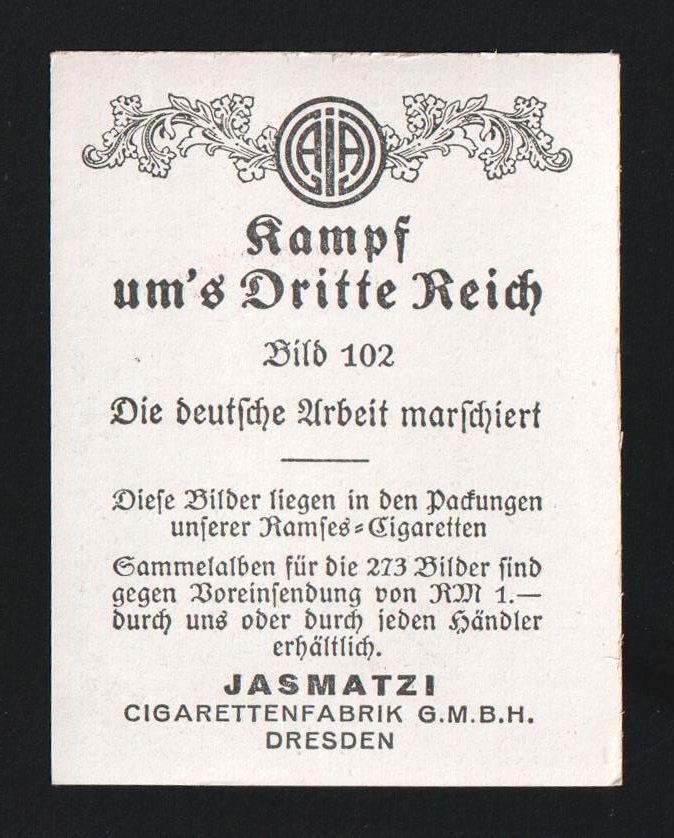 AIA
Kampf
um's Dritte Reich
Bild 102
Die deutsche Arbeit marschiert
Diese Bilder liegen in den Packungen
unserer Ramses-Cigaretten
Sammelalben für die 273 Bilder sind
gegen Voreinsendung von RM 1.—
durch uns oder durch jeden Händler
erhältlich.
JASMATZI
CIGARETTENFABRIK G.M.B.H.
DRESDEN